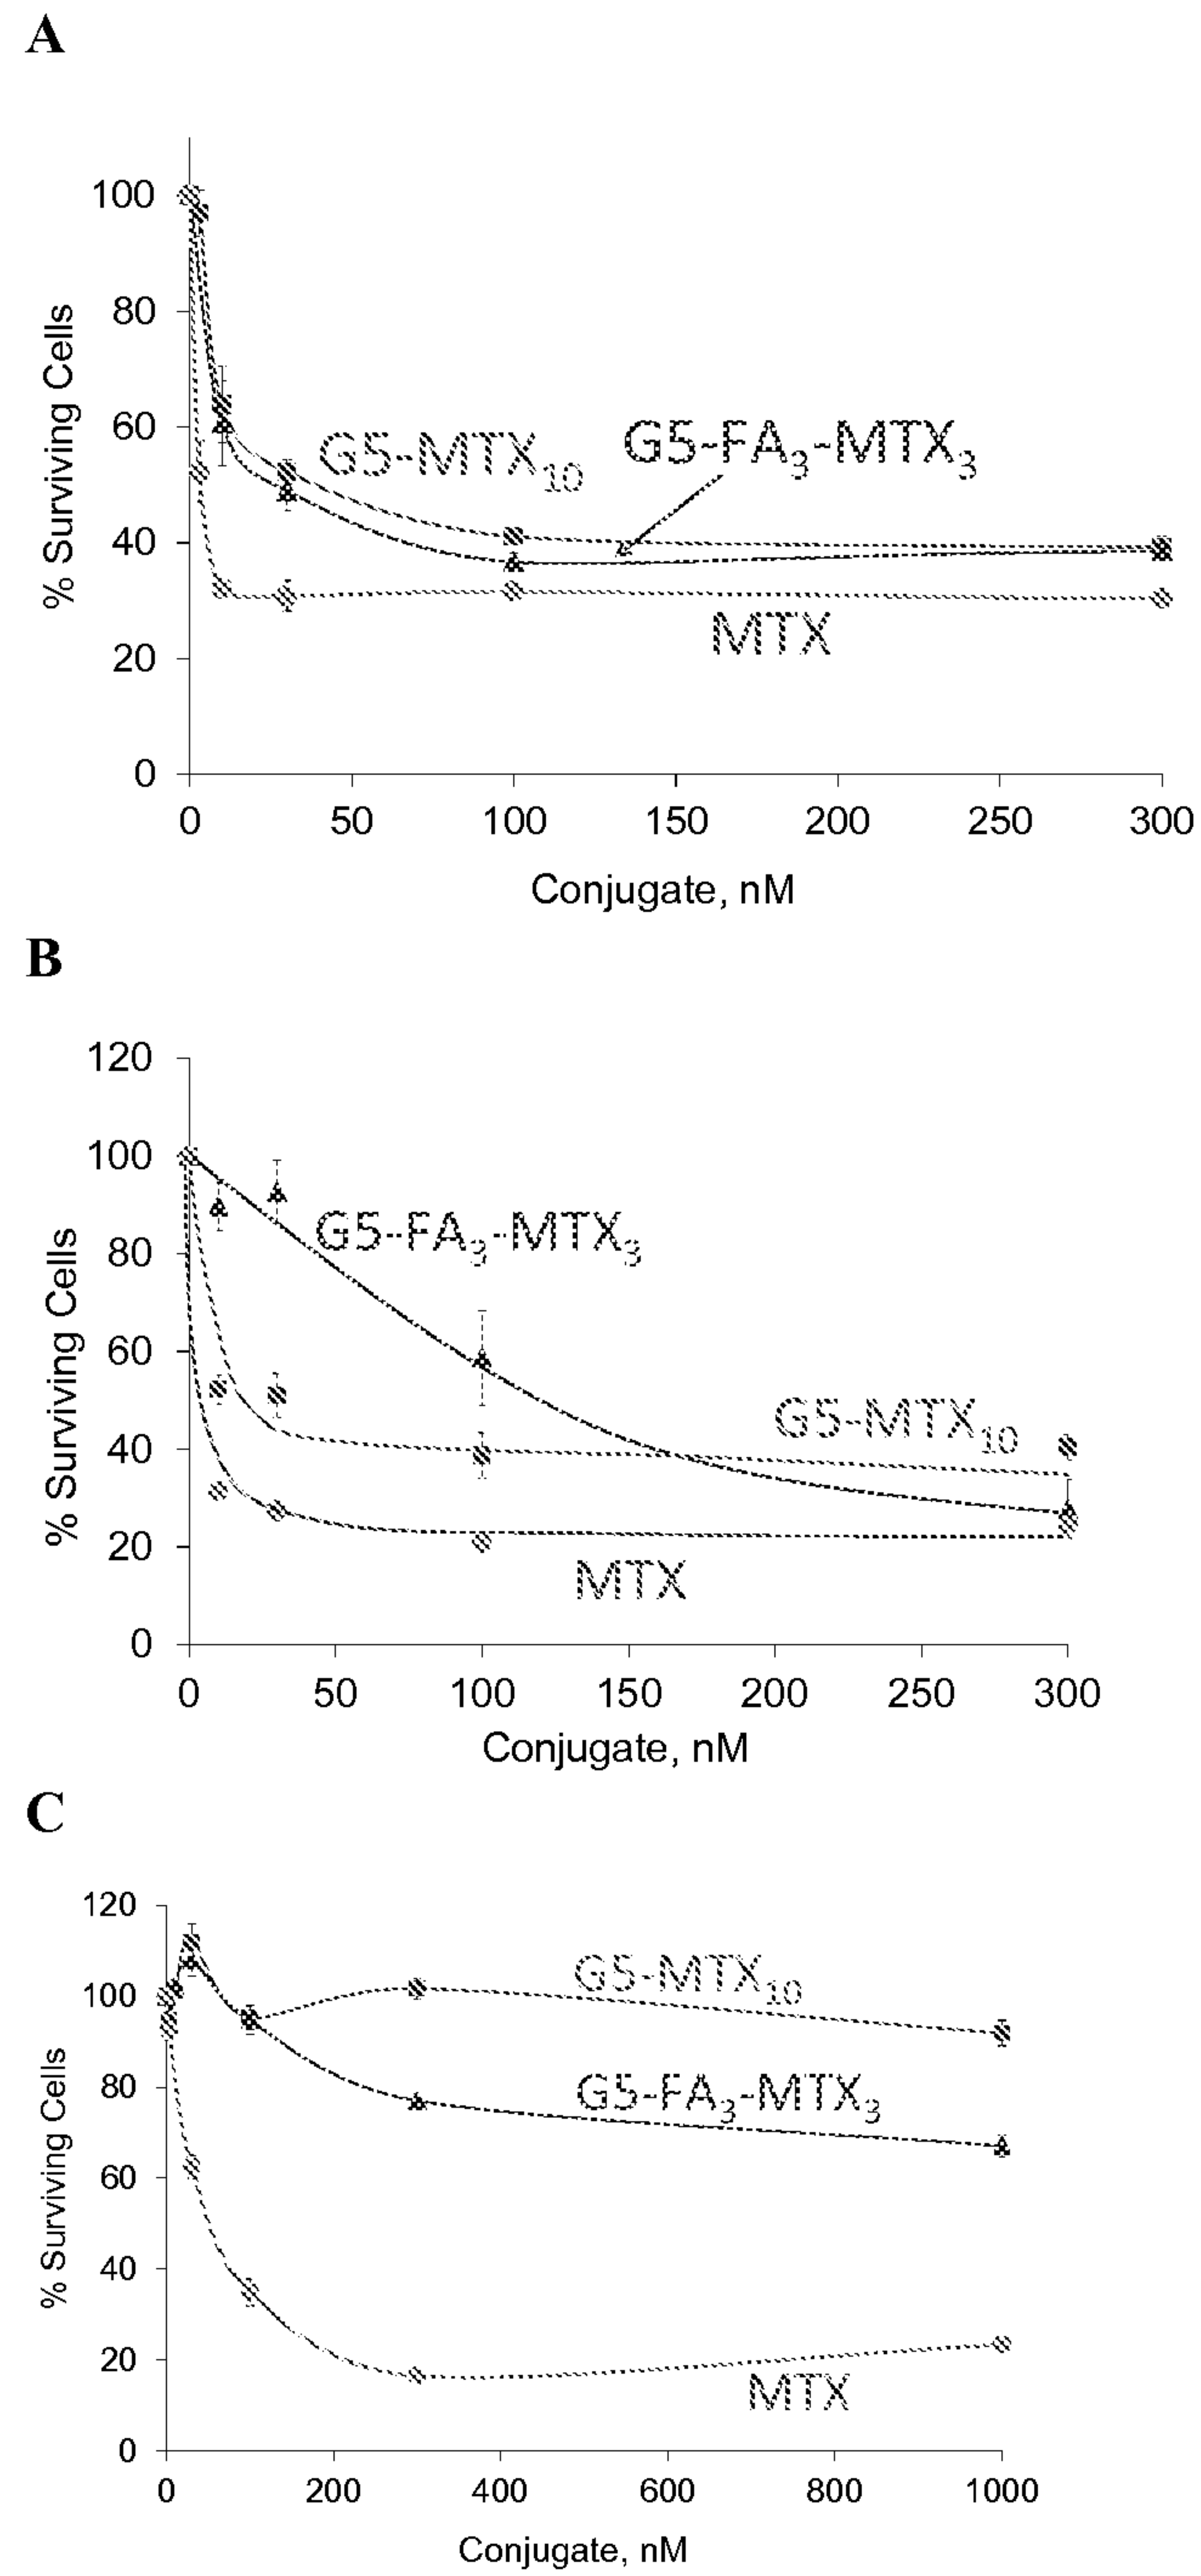 A
100
80
60
40
20
0
% Surviving Cells
G5-MTX10
G5-FA3-MTX3
MTX
0 50 100 150 200 250 300
Conjugate, nM
B
120
100
80
60
40
20
0
% Surviving Cells
G5-FA3-MTX3
G5-MTX10
MTX
0 50 100 150 200 250 300
Conjugate, nM
C
120
100
80
60
40
20
0
% Surviving Cells
G5-MTX10
G5-FA3-MTX3
MTX
0 200 400 600 800 1000
Conjugate, nM